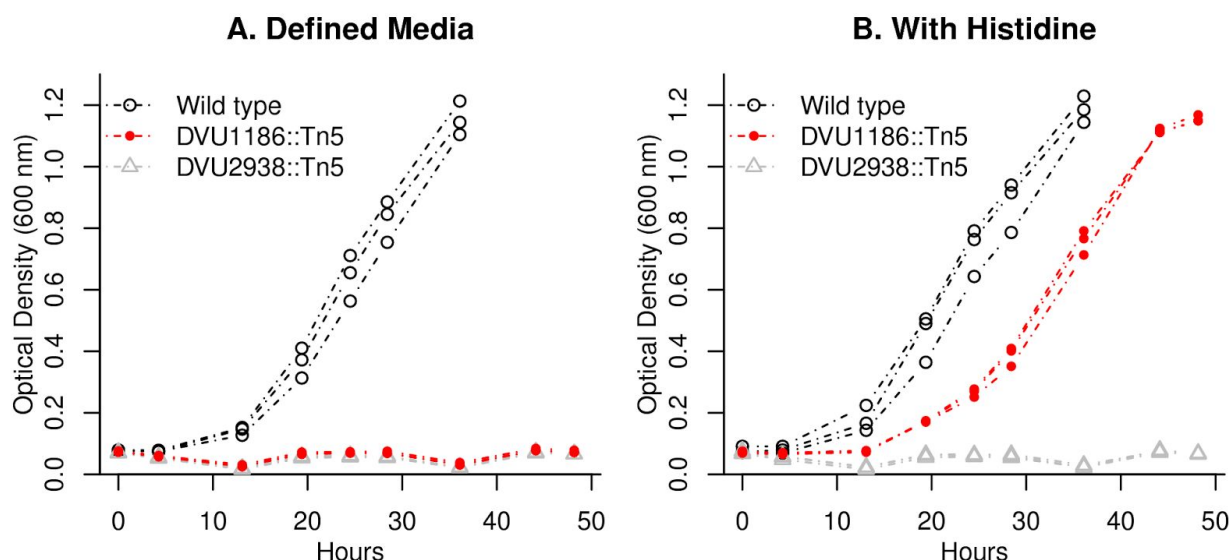 A. Defined Media
Wild type
DVU1186::Tn5
DVU2938::Tn5
Optical Density (600 nm)
0.0 0.2 0.4 0.6 0.8 1.0 1.2
0 10 20 30 40 50
Hours
B. With Histidine
Wild type
DVU1186::Tn5
DVU2938::Tn5
Optical Density (600 nm)
0.0 0.2 0.4 0.6 0.8 1.0 1.2
0 10 20 30 40 50
Hours